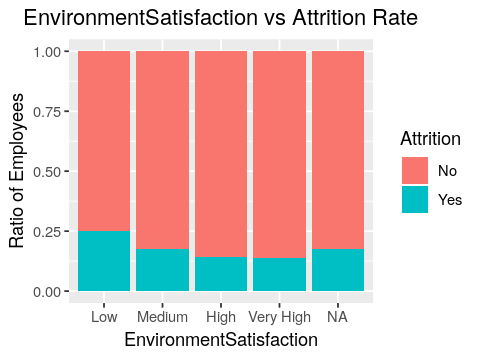 EnvironmentSatisfaction vs Attrition Rate
1.00
0.75
0.50
0.25
0.00
Ratio of Employees
Low Medium High Very High NA
EnvironmentSatisfaction
Attrition
No
Yes